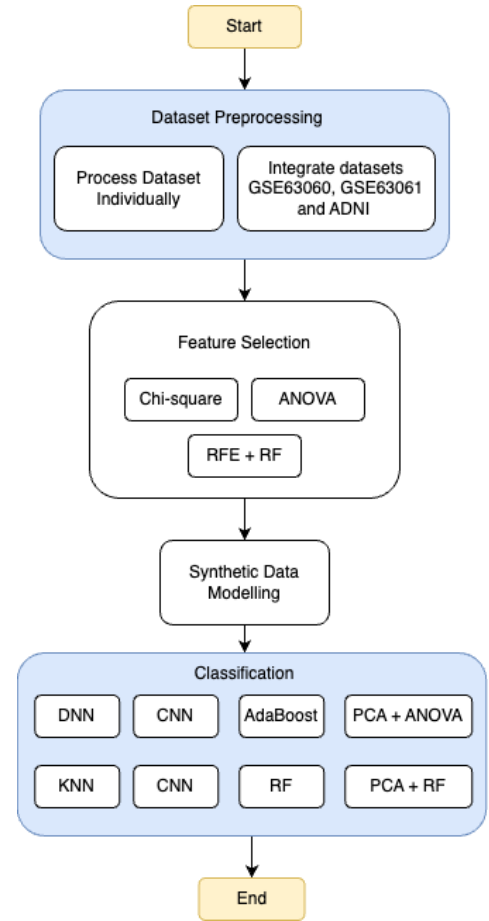 Start
Dataset Preprocessing
Process Dataset
Individually
Integrate datasets
GSE63060, GSE63061
and ADNI
Feature Selection
Chi-square
ANOVA
RFE + RF
Synthetic Data
Modelling
Classification
DNN
CNN
AdaBoost
PCA + ANOVA
KNN
CNN
RF
PCA + RF
End